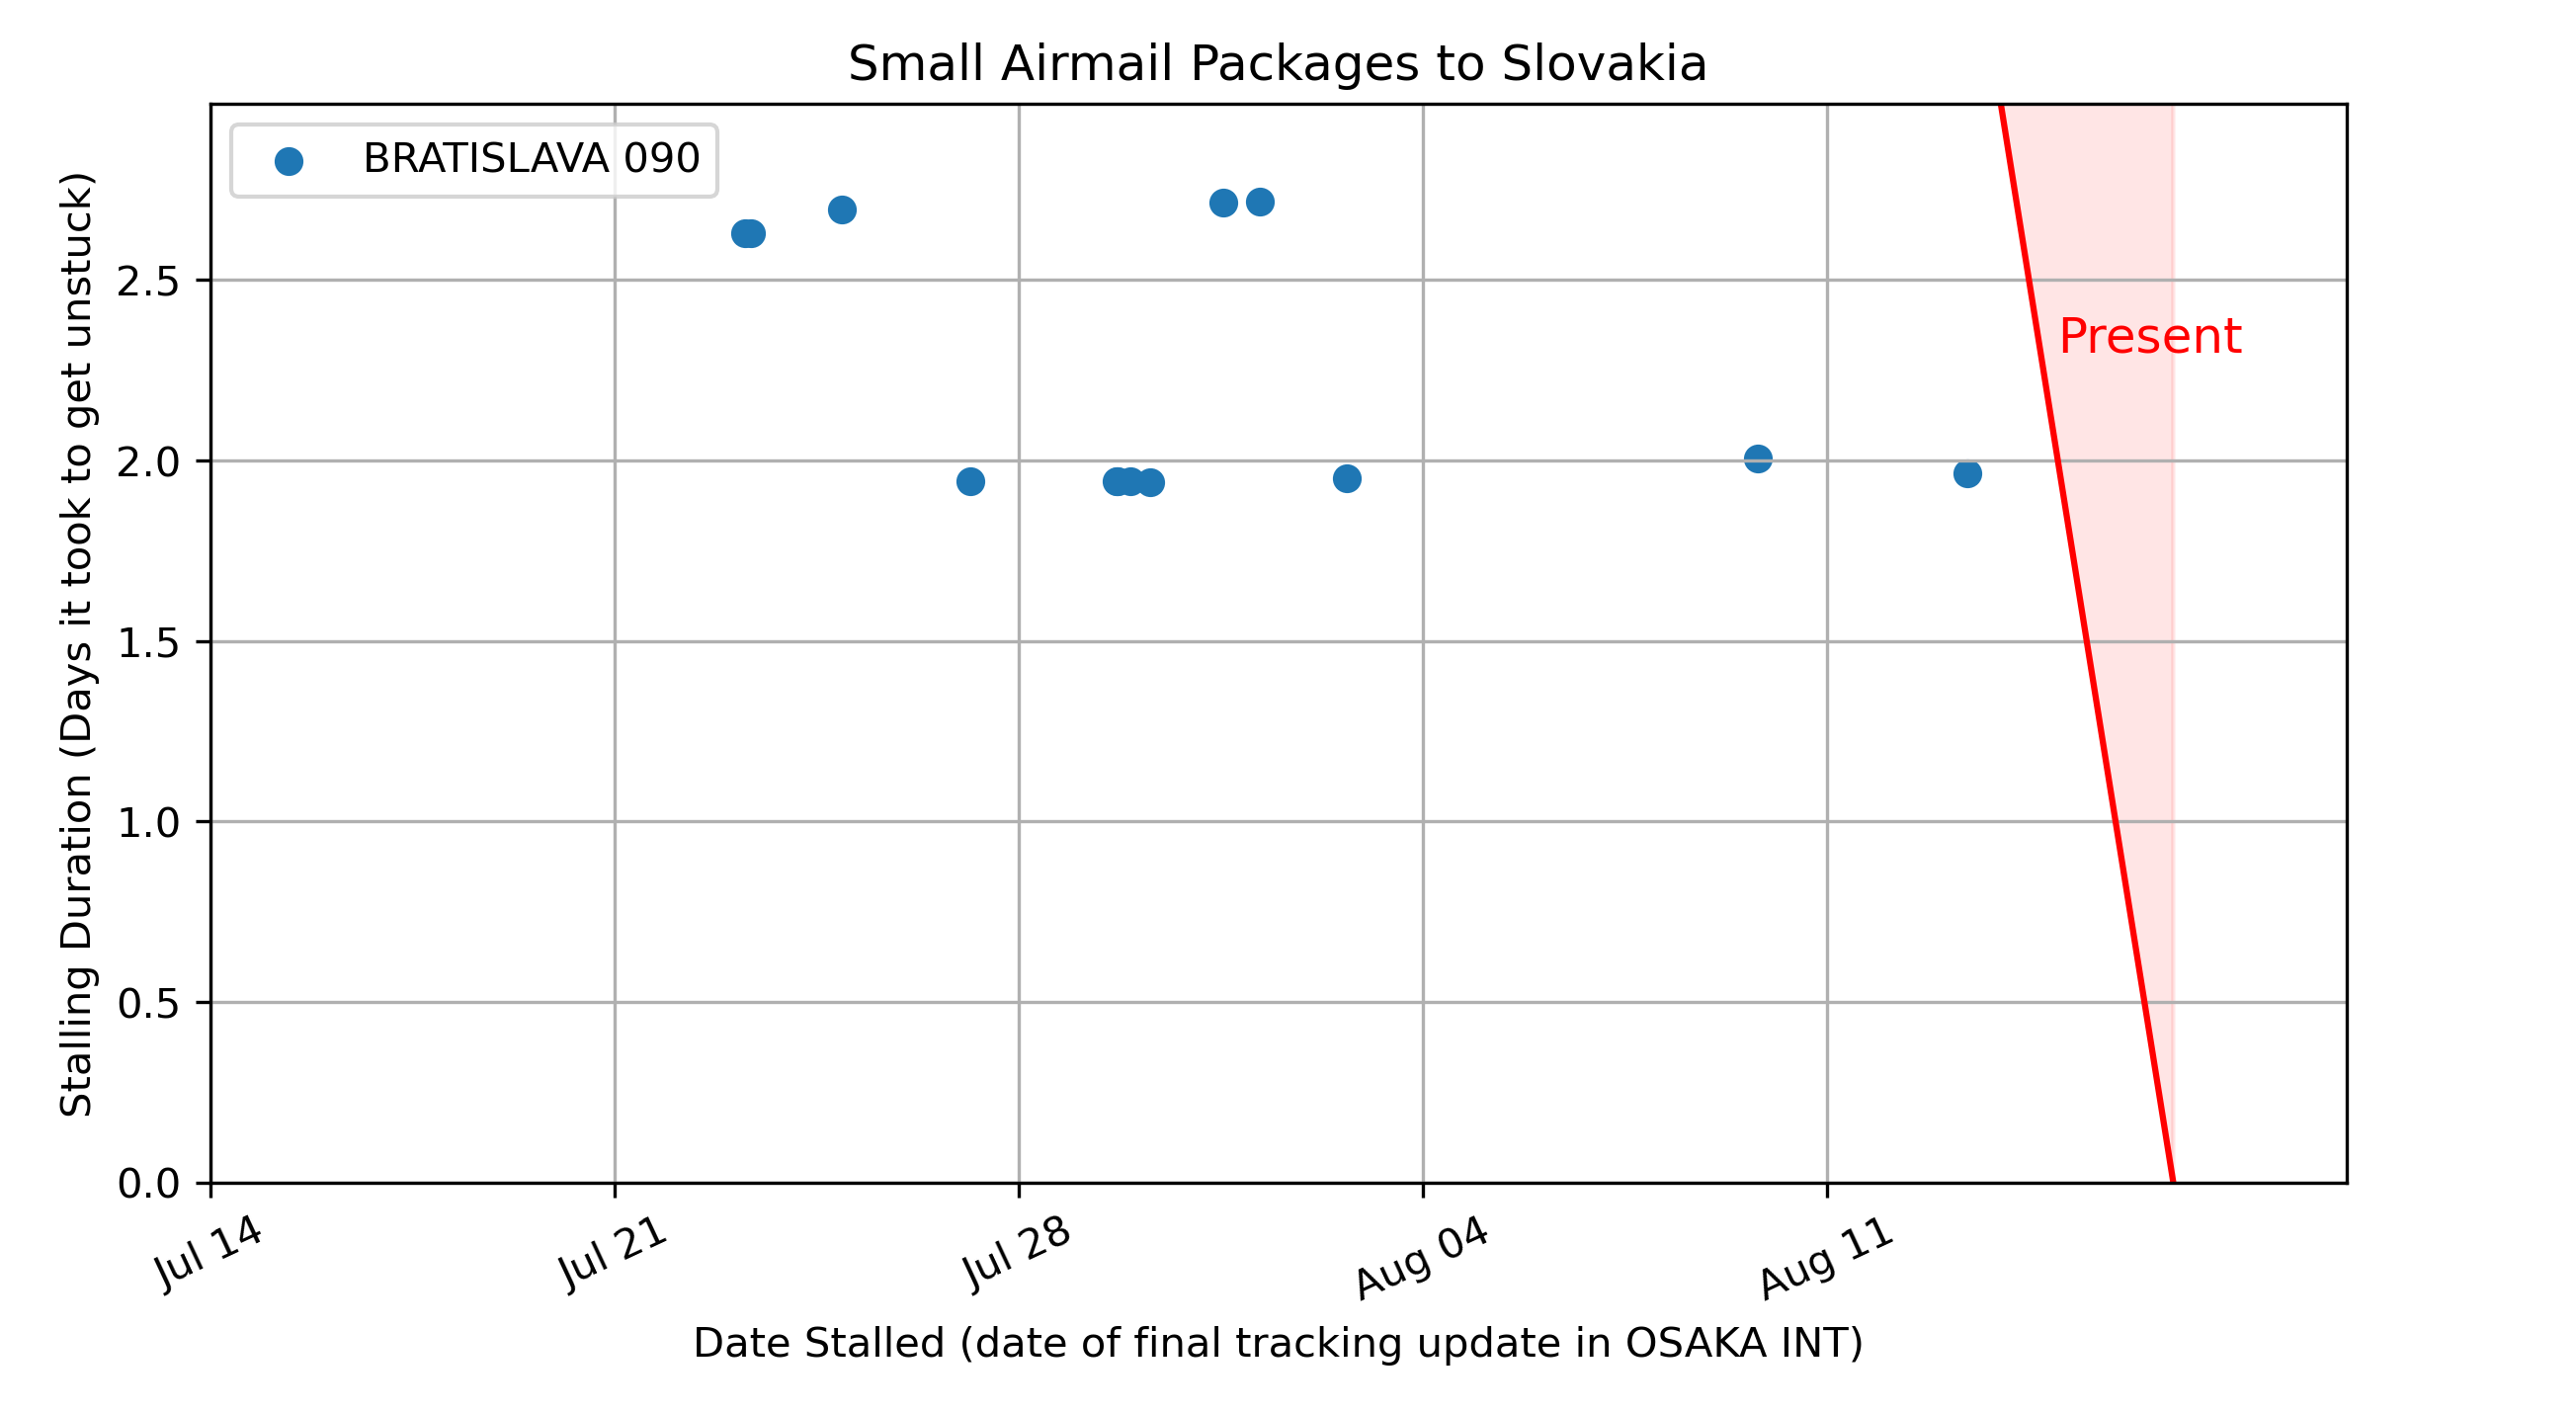 Small Airmail Packages to Slovakia
BRATISLAVA 090
Present
Stalling Duration (Days it took to get unstuck)
2.5
2.0
1.5
1.0
0.5
0.0
Jul 14
Jul 21
Jul 28
Aug 04
Aug 11
Date Stalled (date of final tracking update in OSAKA INT)